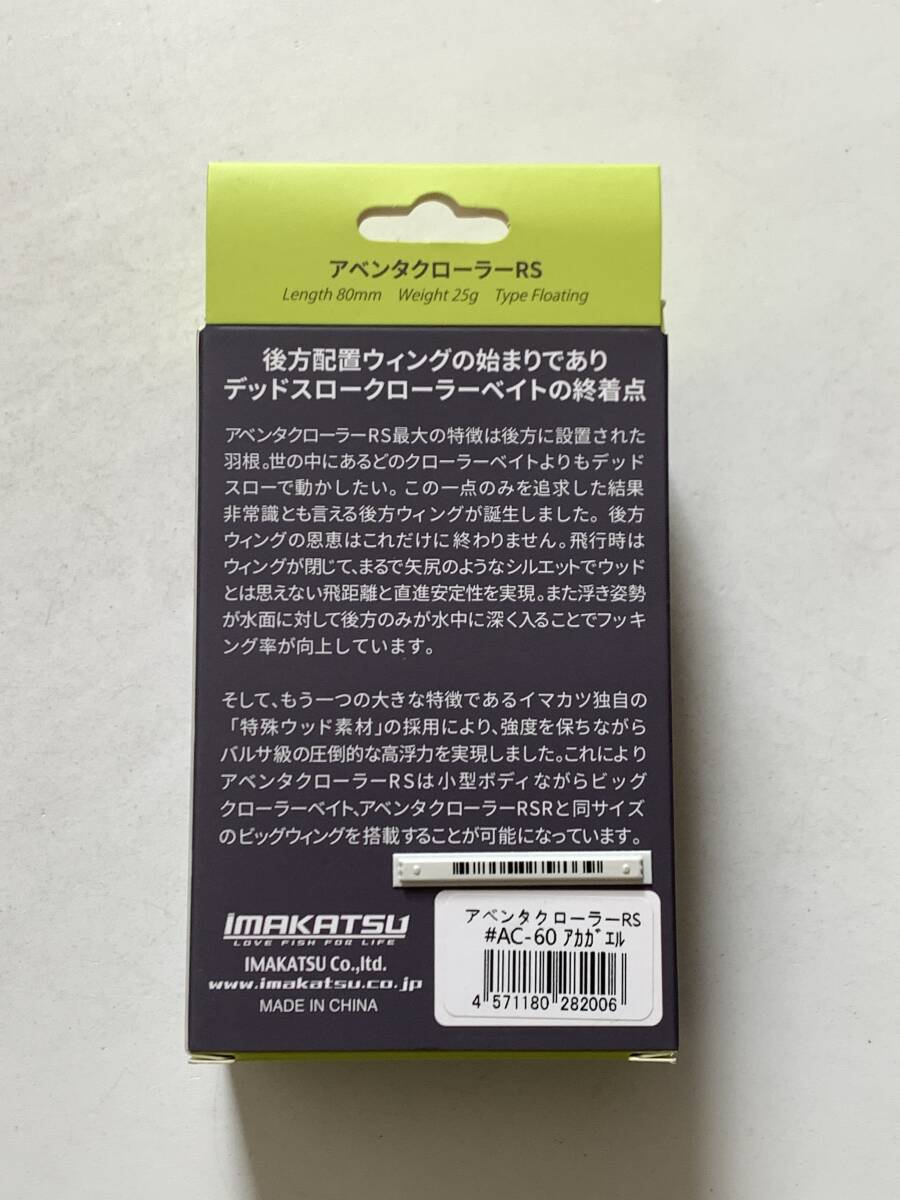 アベンタクローラーRS
Length 80mm Weight 25g Type Floating
後方配置ウィングの始まりであり
デッドスロークローラーベイトの終着点
アベンタクローラーRS最大の特徴は後方に設置された
羽根。世の中にあるどのクローラーベイトよりもデッド
スローで動かしたい。この一点のみを追求した結果
非常識とも言える後方ウィングが誕生しました。後方
ウィングの恩恵はこれだけに終わりません。飛行時は
ウィングが閉じて、まるで矢尻のようなシルエットでウッド
とは思えない飛距離と直進安定性を実現。また浮き姿勢
が水面に対して後方のみが水中に深く入ることでフッキ
ング率が向上しています。
そして、もう一つの大きな特徴であるイマカツ独自の
「特殊ウッド素材」の採用により、強度を保ちながら
バルサ級の圧倒的な高浮力を実現しました。これにより
アベンタクローラーRSは小型ボディながらビッグ
クローラーベイト、アベンタクローラーRSRと同サイズ
のビッグウィングを搭載することが可能になっています。
IMAKATSU
LOVE FISH FOR LIFE
IMAKATSU Co.,ltd.
www.imakatsu.co.jp
MADE IN CHINA
アベンタクローラーRS
#AC-60 アカガエル
4 571180 282006